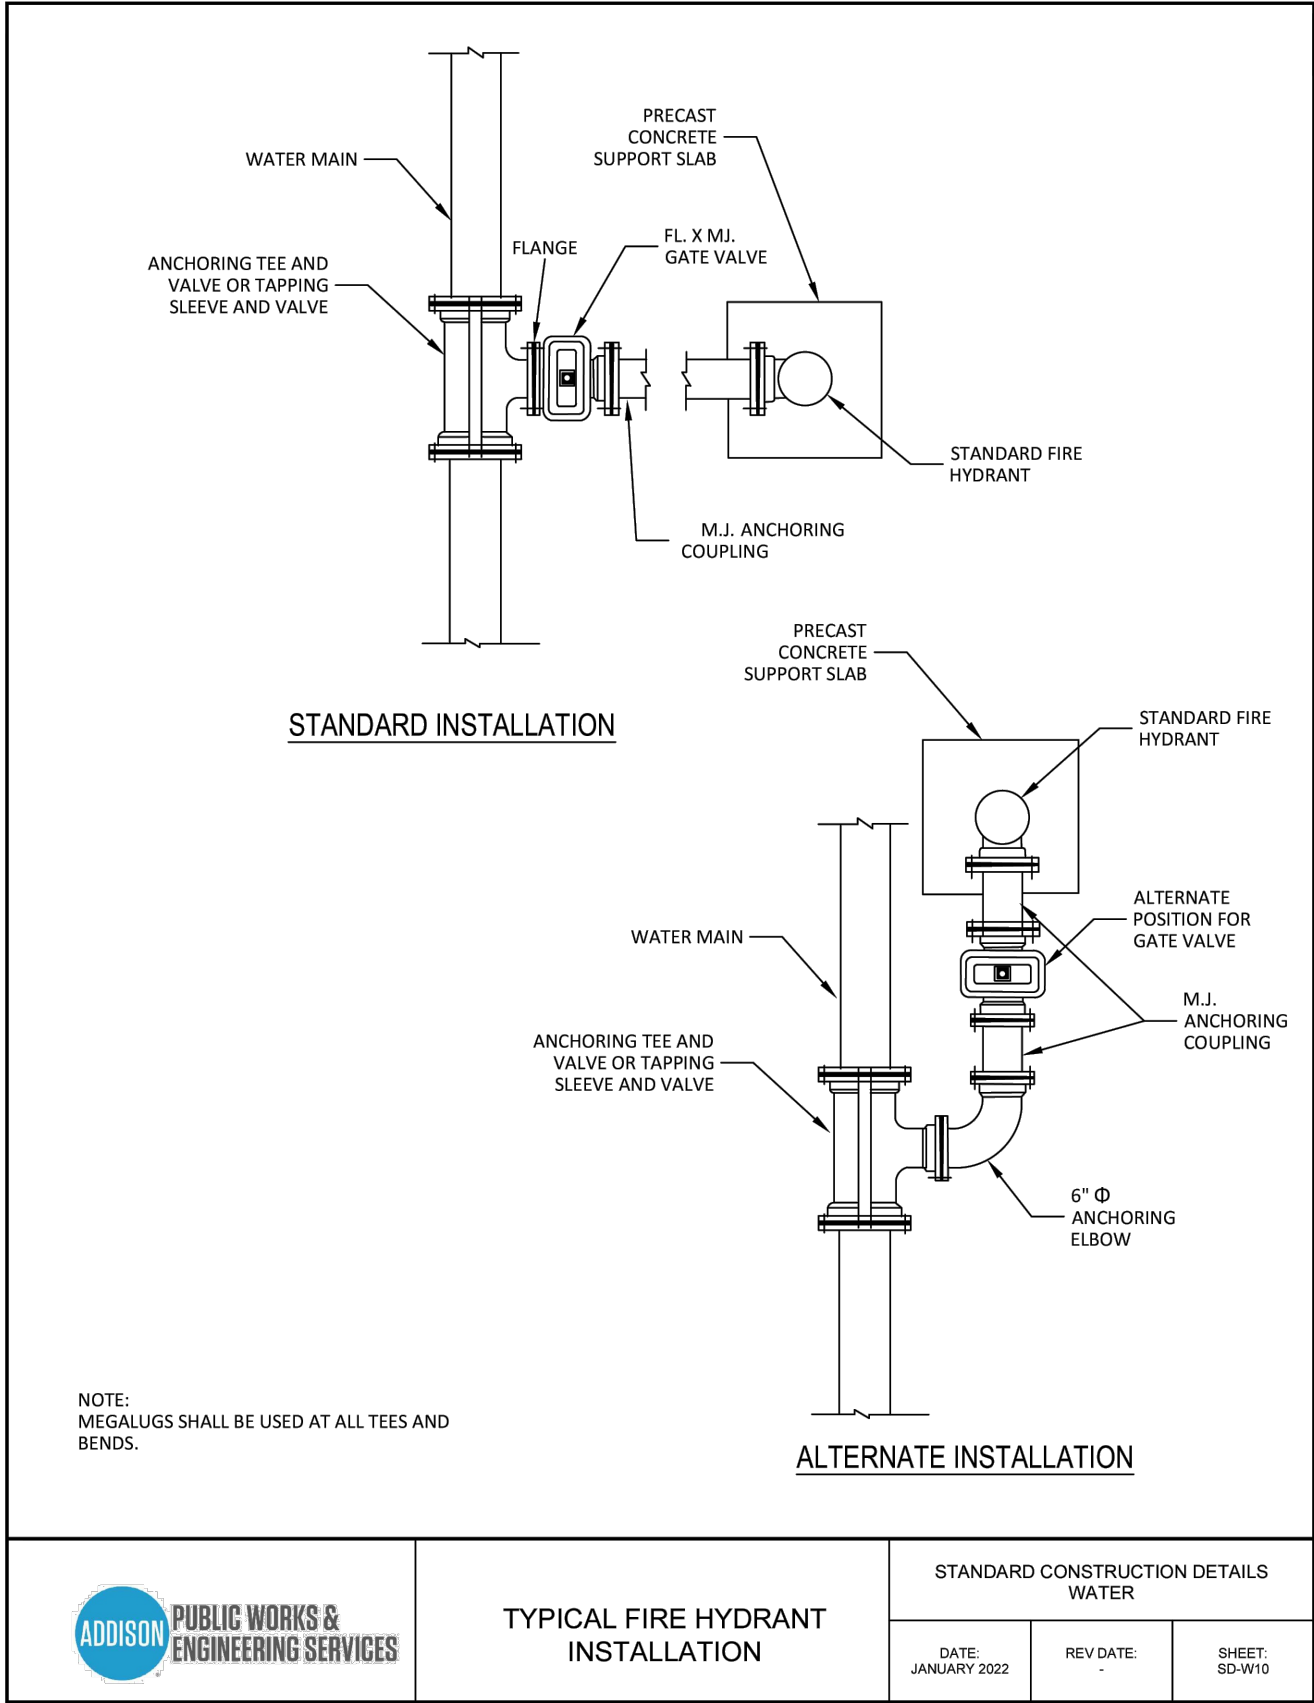 PRECAST
CONCRETE
SUPPORT SLAB
WATER MAIN
FLANGE
FL. X MJ.
GATE VALVE
ANCHORING TEE AND
VALVE OR TAPPING
SLEEVE AND VALVE
STANDARD FIRE
HYDRANT
M.J. ANCHORING
COUPLING
STANDARD INSTALLATION
PRECAST
CONCRETE
SUPPORT SLAB
STANDARD FIRE
HYDRANT
ALTERNATE
POSITION FOR
GATE VALVE
WATER MAIN
M.J.
ANCHORING
COUPLING
ANCHORING TEE AND
VALVE OR TAPPING
SLEEVE AND VALVE
6" Φ
ANCHORING
ELBOW
ALTERNATE INSTALLATION
NOTE:
MEGALUGS SHALL BE USED AT ALL TEES AND
BENDS.
ADDISON
PUBLIC WORKS &
ENGINEERING SERVICES
TYPICAL FIRE HYDRANT
INSTALLATION
STANDARD CONSTRUCTION DETAILS
WATER
DATE:
JANUARY 2022
REV DATE:
-
SHEET:
SD-W10